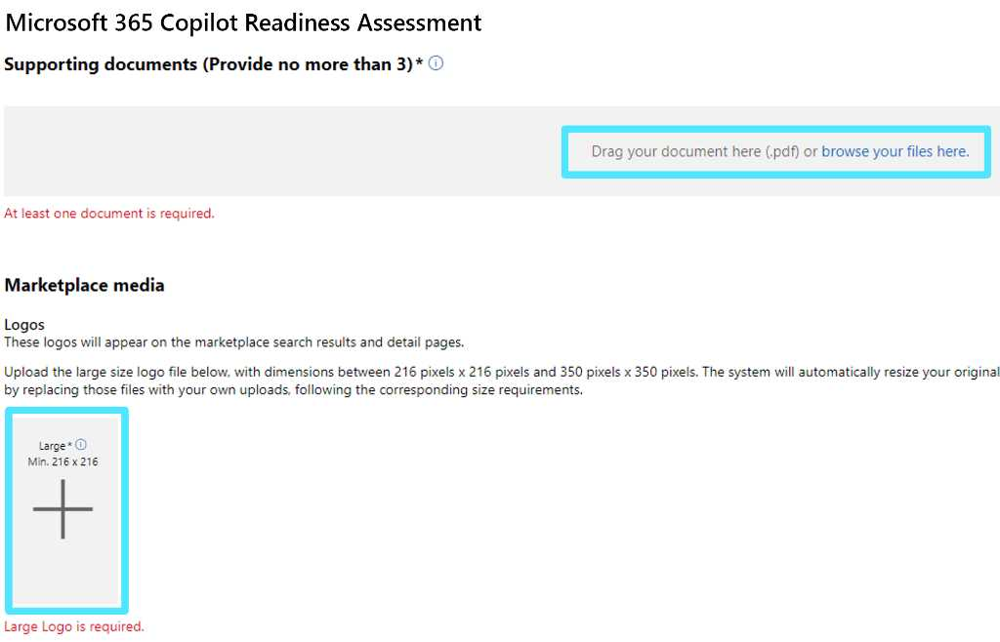 Microsoft 365 Copilot Readiness Assessment
Supporting documents (Provide no more than 3)*
Drag your document here (.pdf) or browse your files here.
At least one document is required.
Marketplace media
Logos
These logos will appear on the marketplace search results and detail pages.
Upload the large size logo file below, with dimensions between 216 pixels x 216 pixels and 350 pixels x 350 pixels. The system will automatically resize your original
by replacing those files with your own uploads, following the corresponding size requirements.
Large*
Min. 216 x 216
Large Logo is required.